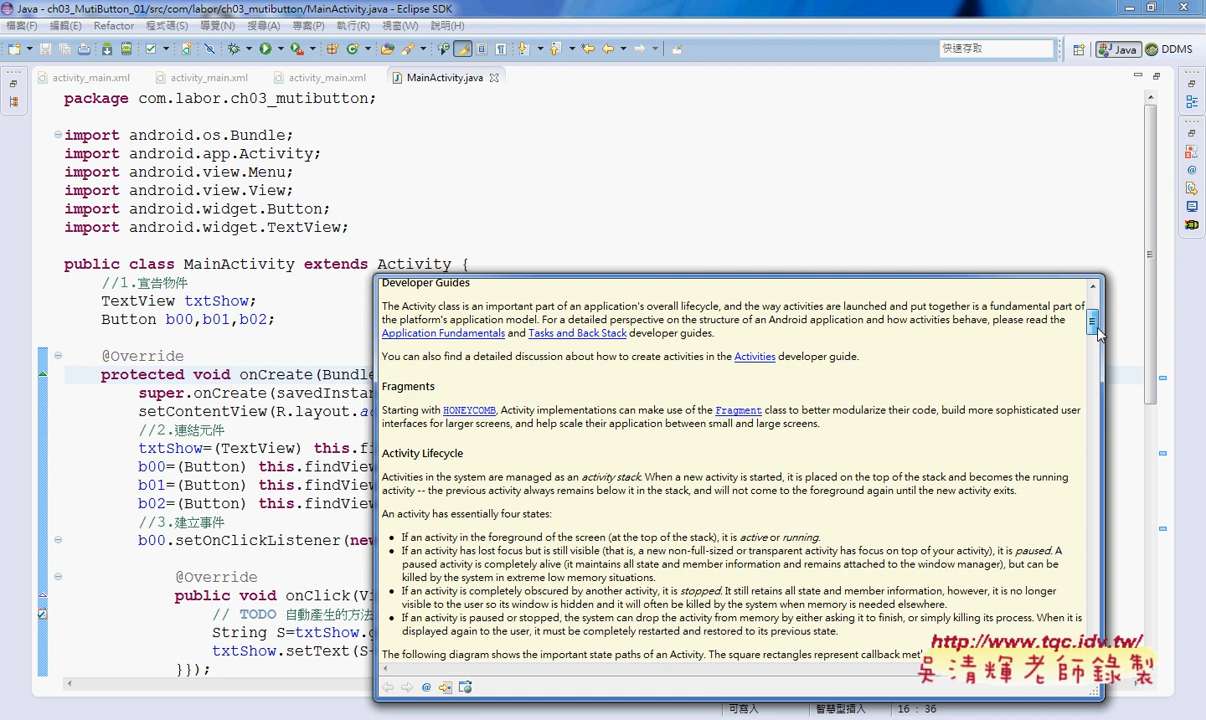 Java - ch03_MutiButton_01/src/com/labor/ch03_mutibutton/MainActivity.java - Eclipse SDK
檔案(F) 編輯(E) Refactor 程式碼(S) 導覽(N) 搜尋(A) 專案(P) 執行(R) 視窗(W) 說明(H)
快速存取
Java DDMS
activity_main.xml activity_main.xml activity_main.xml MainActivity.java
package com.labor.ch03_mutibutton;
import android.os.Bundle;
import android.app.Activity;
import android.view.Menu;
import android.view.View;
import android.widget.Button;
import android.widget.TextView;
public class MainActivity extends Activity {
//1.宣告物件
TextView txtShow;
Button b00,b01,b02;
@Override
protected void onCreate(Bundle
super.onCreate(savedInstan
setContentView(R.layout.ac
//2.連結元件
txtShow=(TextView) this.fi
b00=(Button) this.findView
b01=(Button) this.findView
b02=(Button) this.findView
//3.建立事件
b00.setOnClickListener(new
@Override
public void onClick(Vi
// TODO 自動產生的方法
String S=txtShow.g
txtShow.setText(S+
}});
Developer Guides
The Activity class is an important part of an application's overall lifecycle, and the way activities are launched and put together is a fundamental part of
the platform's application model. For a detailed perspective on the structure of an Android application and how activities behave, please read the
Application Fundamentals and Tasks and Back Stack developer guides.
You can also find a detailed discussion about how to create activities in the Activities developer guide.
Fragments
Starting with HONEYCOMB, Activity implementations can make use of the Fragment class to better modularize their code, build more sophisticated user
interfaces for larger screens, and help scale their application between small and large screens.
Activity Lifecycle
Activities in the system are managed as an activity stack. When a new activity is started, it is placed on the top of the stack and becomes the running
activity -- the previous activity always remains below it in the stack, and will not come to the foreground again until the new activity exits.
An activity has essentially four states:
• If an activity in the foreground of the screen (at the top of the stack), it is active or running.
• If an activity has lost focus but is still visible (that is, a new non-full-sized or transparent activity has focus on top of your activity), it is paused. A
paused activity is completely alive (it maintains all state and member information and remains attached to the window manager), but can be
killed by the system in extreme low memory situations.
• If an activity is completely obscured by another activity, it is stopped. It still retains all state and member information, however, it is no longer
visible to the user so its window is hidden and it will often be killed by the system when memory is needed elsewhere.
• If an activity is paused or stopped, the system can drop the activity from memory by either asking it to finish, or simply killing its process. When it is
displayed again to the user, it must be completely restarted and restored to its previous state.
The following diagram shows the important state paths of an Activity. The square rectangles represent callback met
http://www.tqc.idv.tw/
吳清輝老師錄製
可寫入 智慧型插入 16 : 36